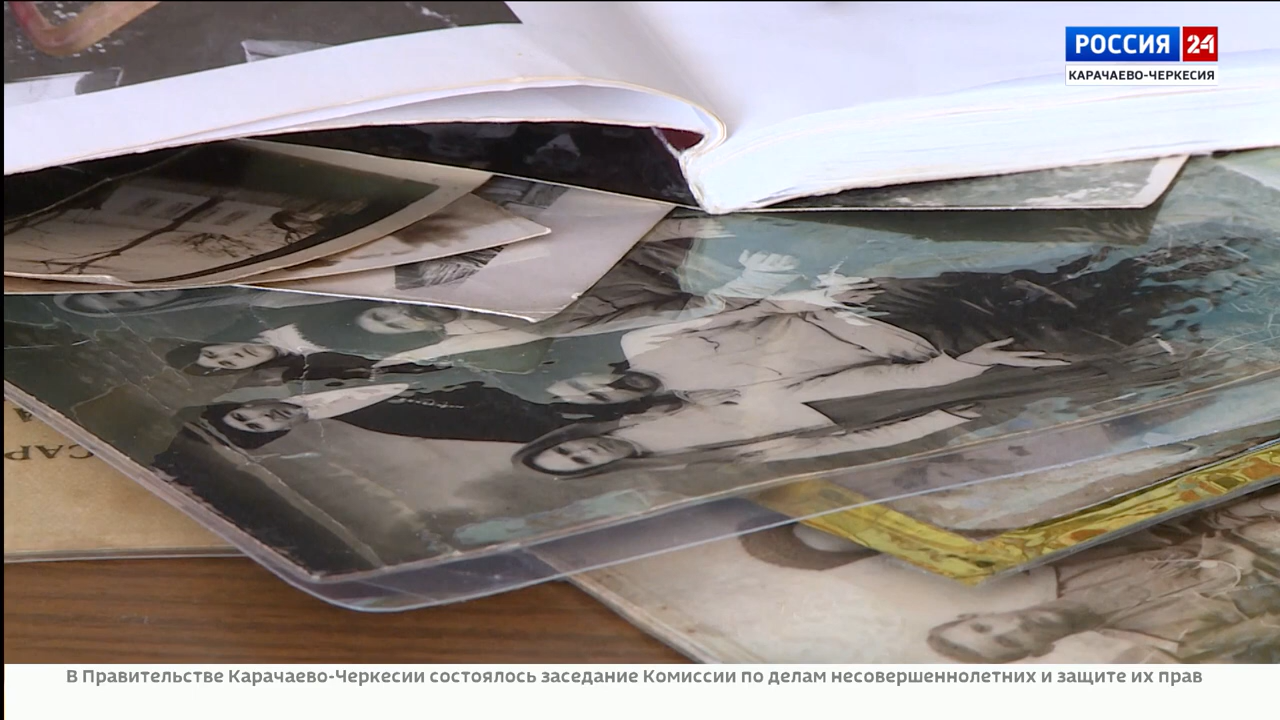 РОССИЯ 24
КАРАЧАЕВО-ЧЕРКЕСИЯ
В Правительстве Карачаево-Черкесии состоялось заседание Комиссии по делам несовершеннолетних и защите их прав